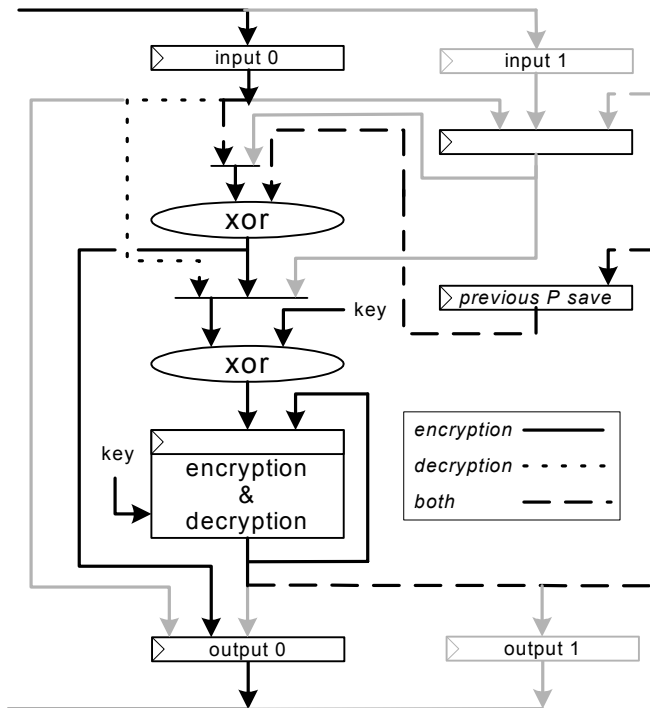 input 0
input 1
xor
previous P save
key
xor
key
encryption
&
decryption
encryption
decryption
both
output 0
output 1